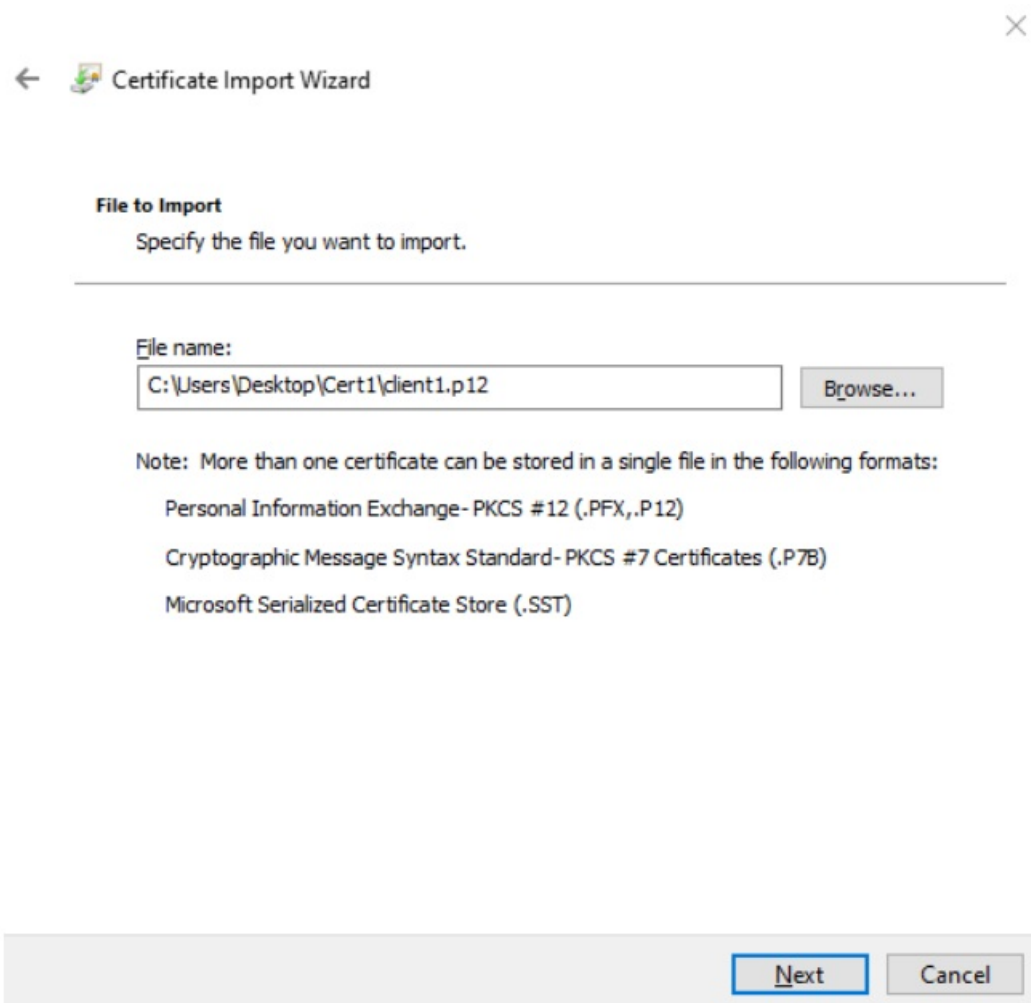 Certificate Import Wizard
File to Import
Specify the file you want to import.
File name:
C:\Users\Desktop\Cert1\client1.p12
Browse...
Note: More than one certificate can be stored in a single file in the following formats:
Personal Information Exchange- PKCS #12 (.PFX,.P12)
Cryptographic Message Syntax Standard- PKCS #7 Certificates (.P7B)
Microsoft Serialized Certificate Store (.SST)
Next
Cancel